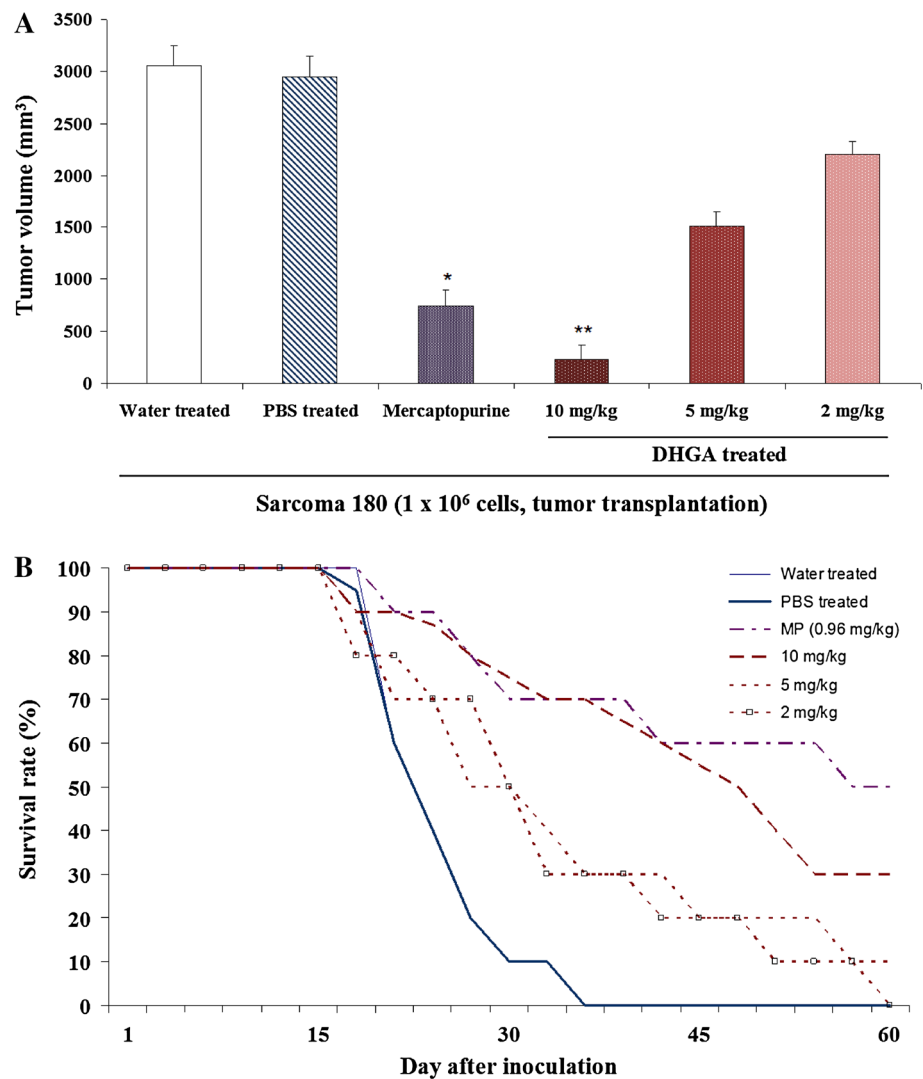 A
Tumor volume (mm³)
3500
3000
2500
2000
1500
1000
500
0
*
**
Water treated
PBS treated
Mercaptopurine
10 mg/kg
5 mg/kg
2 mg/kg
DHGA treated
Sarcoma 180 (1 x 10⁶ cells, tumor transplantation)
B
Survival rate (%)
100
90
80
70
60
50
40
30
20
10
0
Water treated
PBS treated
MP (0.96 mg/kg)
10 mg/kg
5 mg/kg
2 mg/kg
1
15
30
45
60
Day after inoculation